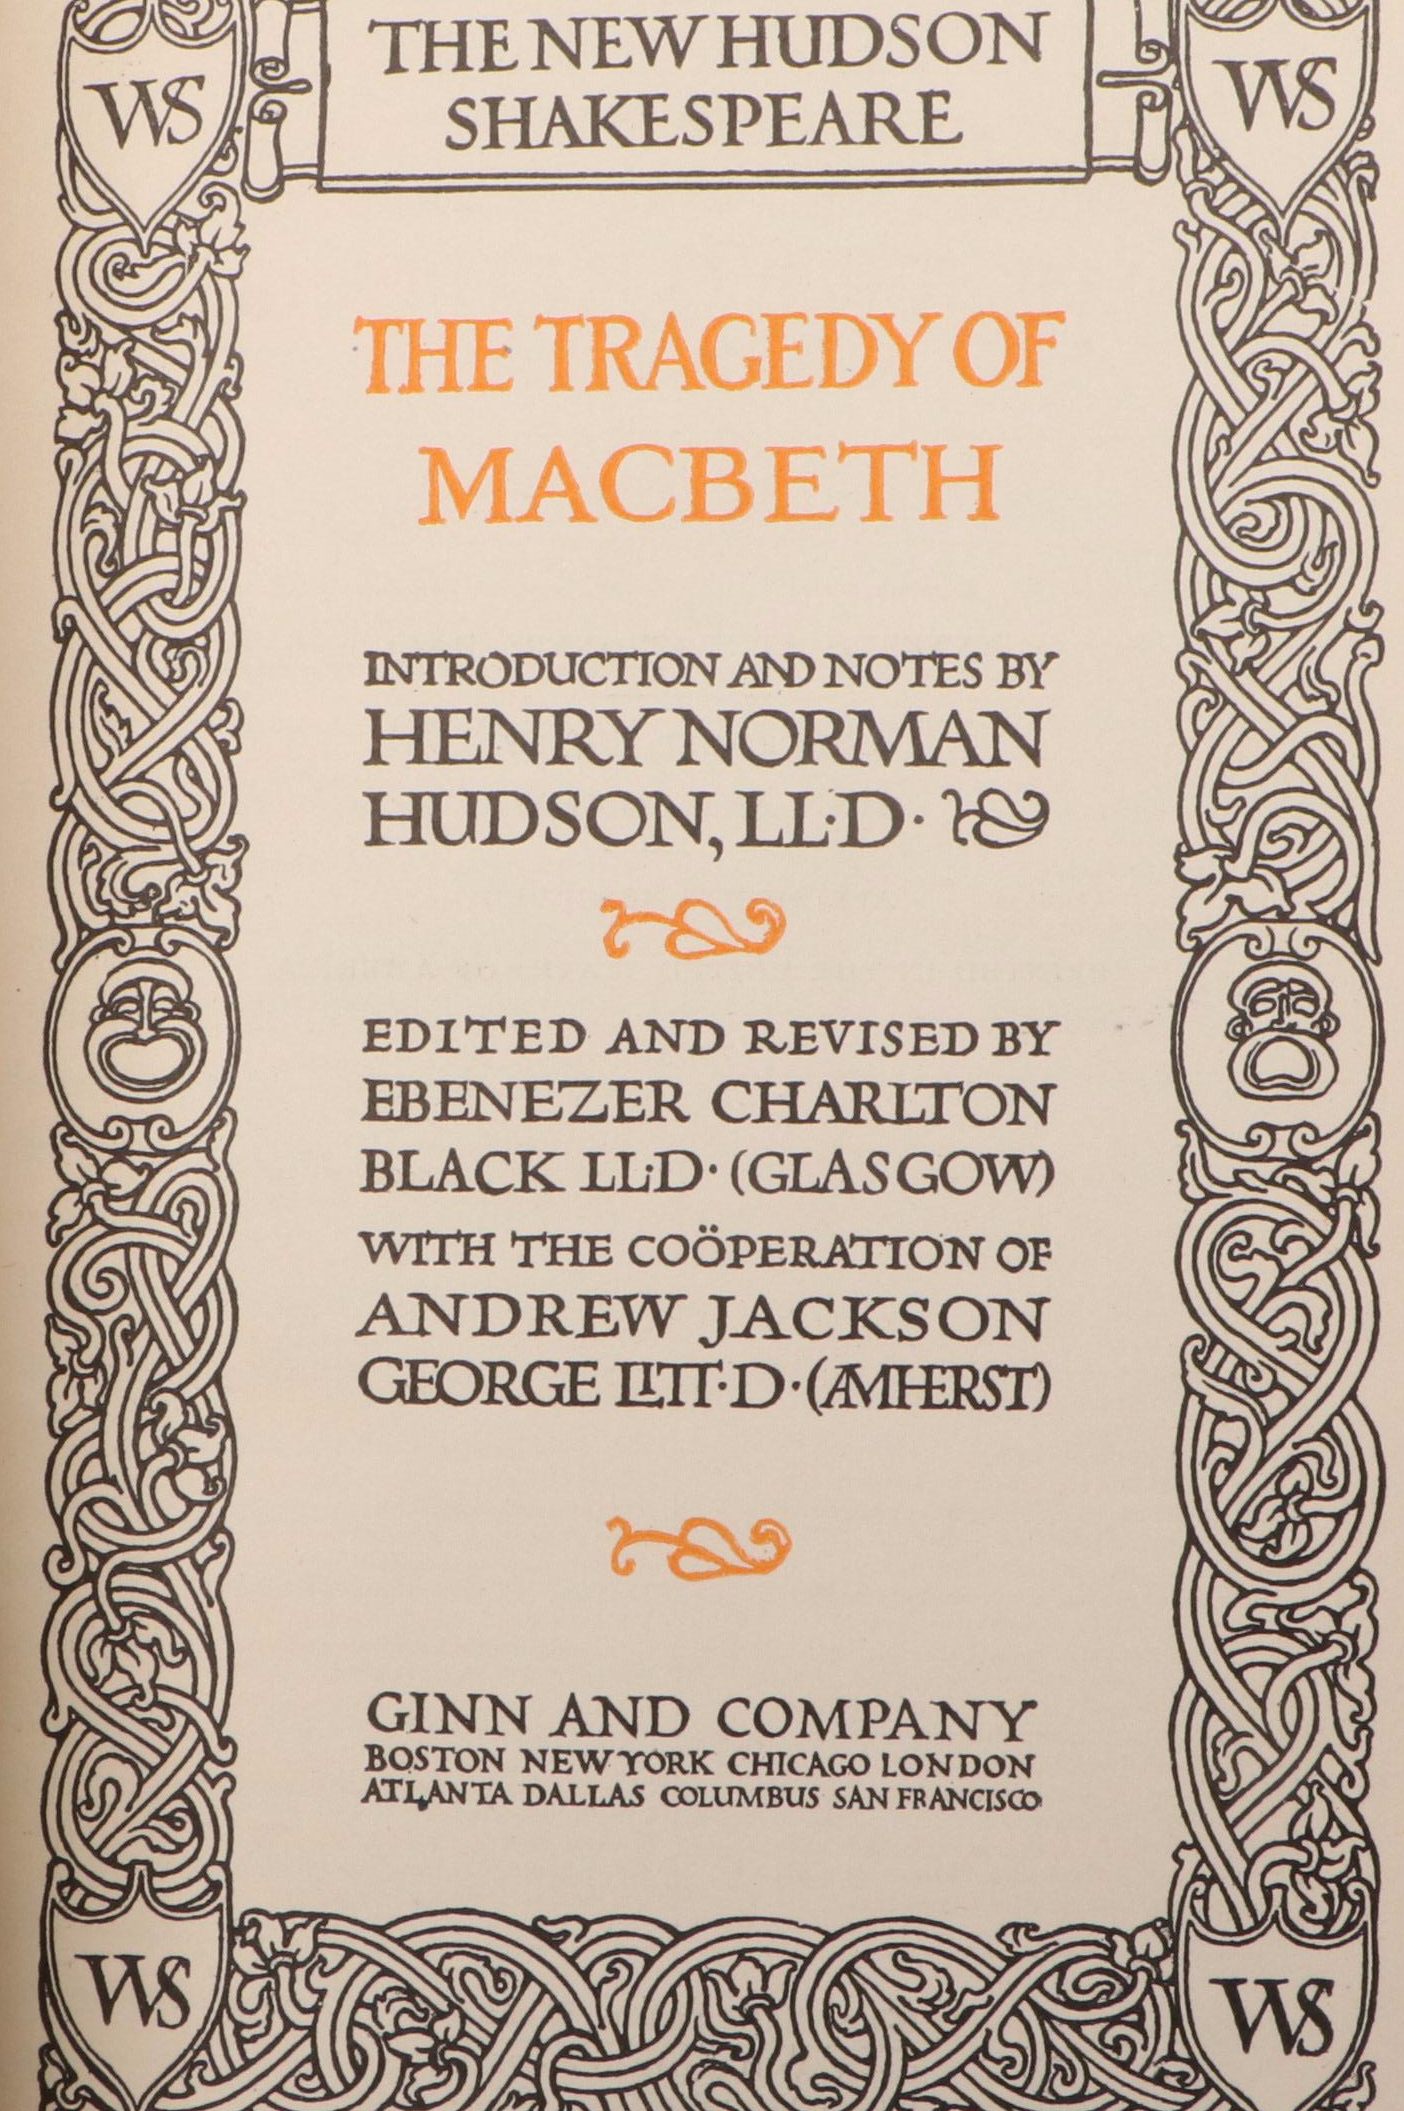 WS
THE NEW HUDSON
SHAKESPEARE
WS
THE TRAGEDY OF
MACBETH
INTRODUCTION AND NOTES BY
HENRY NORMAN
HUDSON, LL·D·
EDITED AND REVISED BY
EBENEZER CHARLTON
BLACK LL·D· (GLASGOW)
WITH THE COÖPERATION OF
ANDREW JACKSON
GEORGE LITT·D·(AMHERST)
GINN AND COMPANY
BOSTON NEW YORK CHICAGO LONDON
ATLANTA DALLAS COLUMBUS SAN FRANCISCO
WS
WS